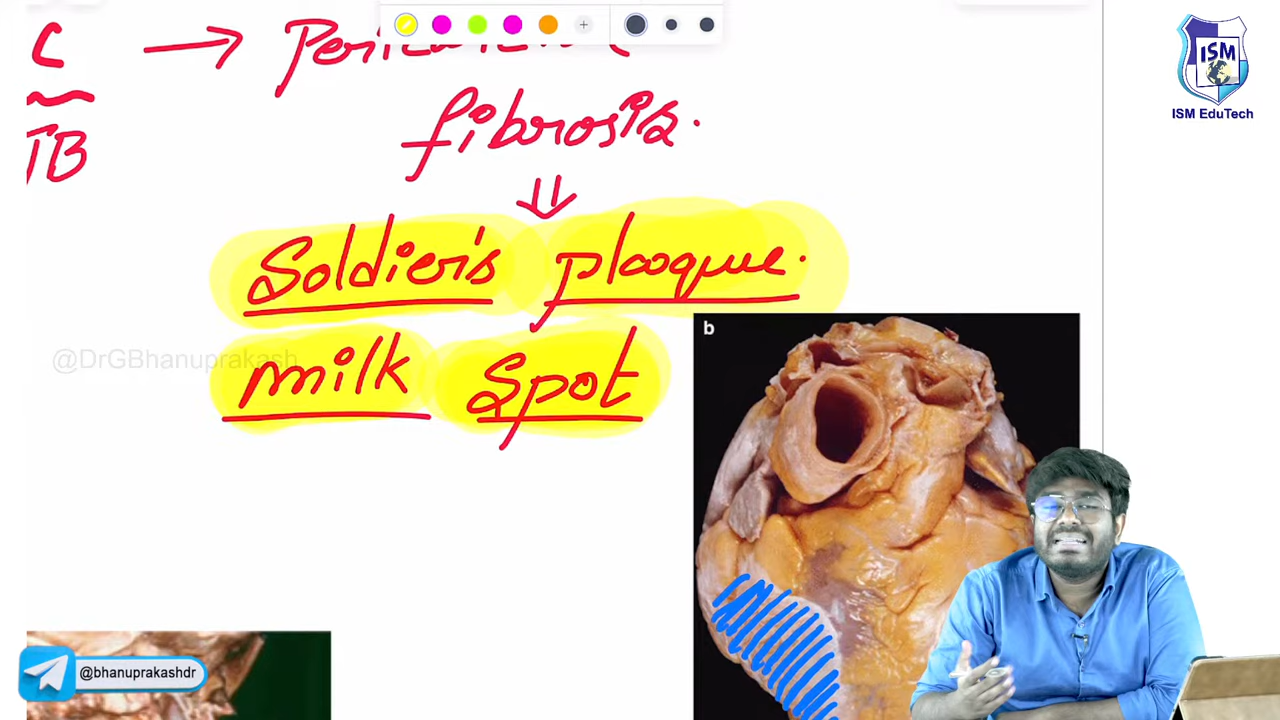 C →
TB
fibrosis.
⇓
Soldier's plaque.
milk spot
b
ISM
ISM EduTech
@DrGBhanuprakash
@bhanuprakashdr